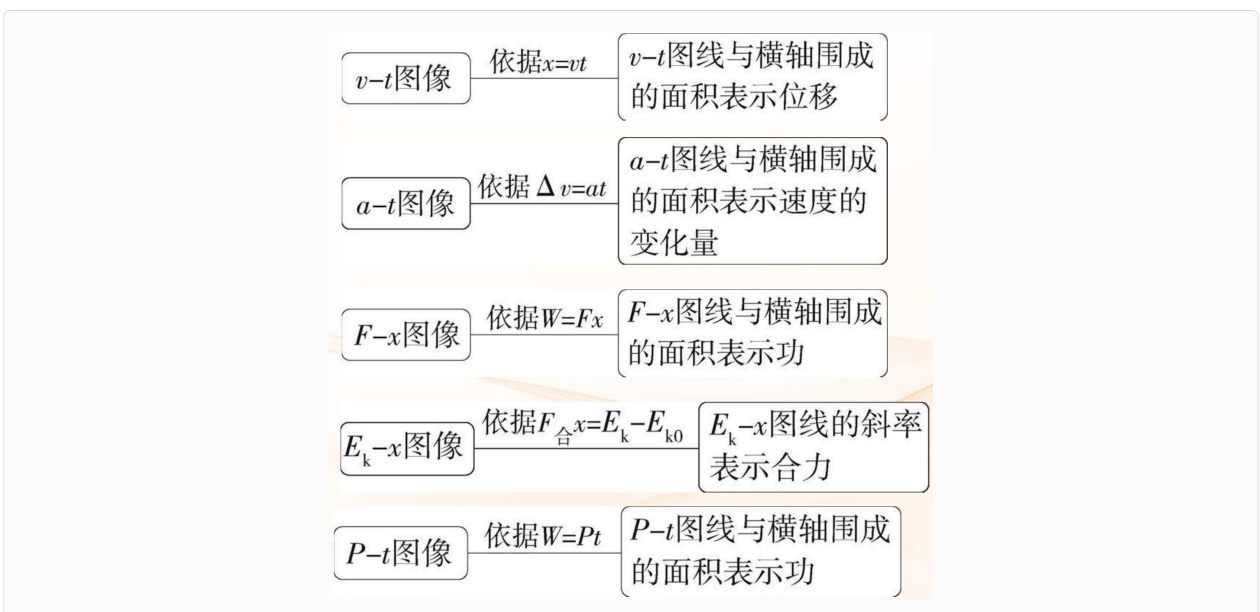 v-t图像
依据x=vt
v-t图线与横轴围成
的面积表示位移
a-t图像
依据Δv=at
a-t图线与横轴围成
的面积表示速度的
变化量
F-x图像
依据W=Fx
F-x图线与横轴围成
的面积表示功
Eₖ-x图像
依据F合x=Eₖ-Eₖ₀
Eₖ-x图线的斜率
表示合力
P-t图像
依据W=Pt
P-t图线与横轴围成
的面积表示功